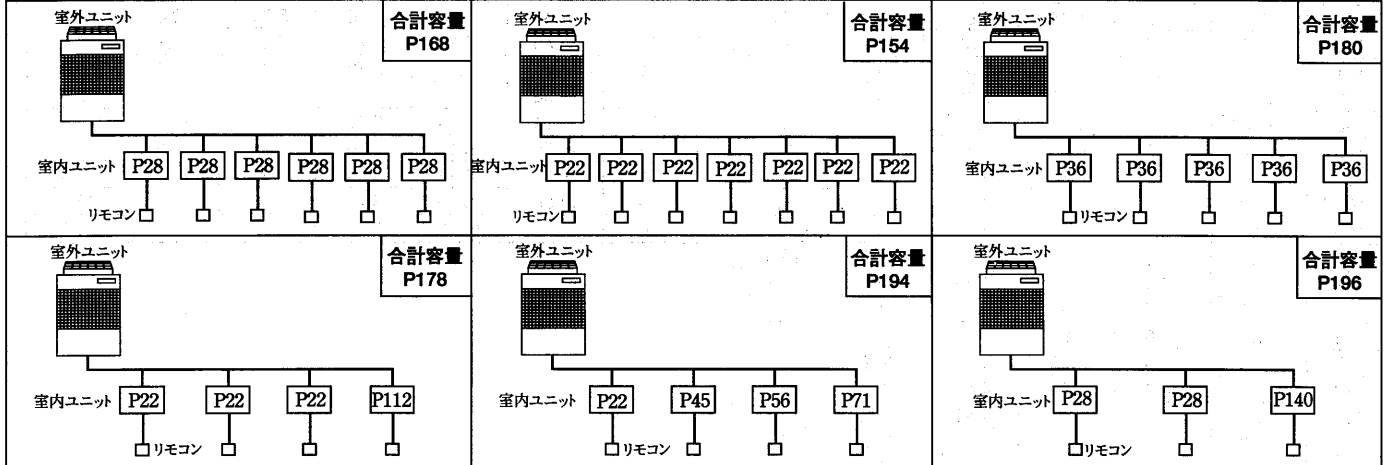 室外ユニット
合計容量
P168
室内ユニット P28 P28 P28 P28 P28 P28
リモコン
室外ユニット
合計容量
P154
室内ユニット P22 P22 P22 P22 P22 P22 P22
リモコン
室外ユニット
合計容量
P180
室内ユニット P36 P36 P36 P36 P36
リモコン
室外ユニット
合計容量
P178
室内ユニット P22 P22 P22 P112
リモコン
室外ユニット
合計容量
P194
室内ユニット P22 P45 P56 P71
リモコン
室外ユニット
合計容量
P196
室内ユニット P28 P28 P140
リモコン